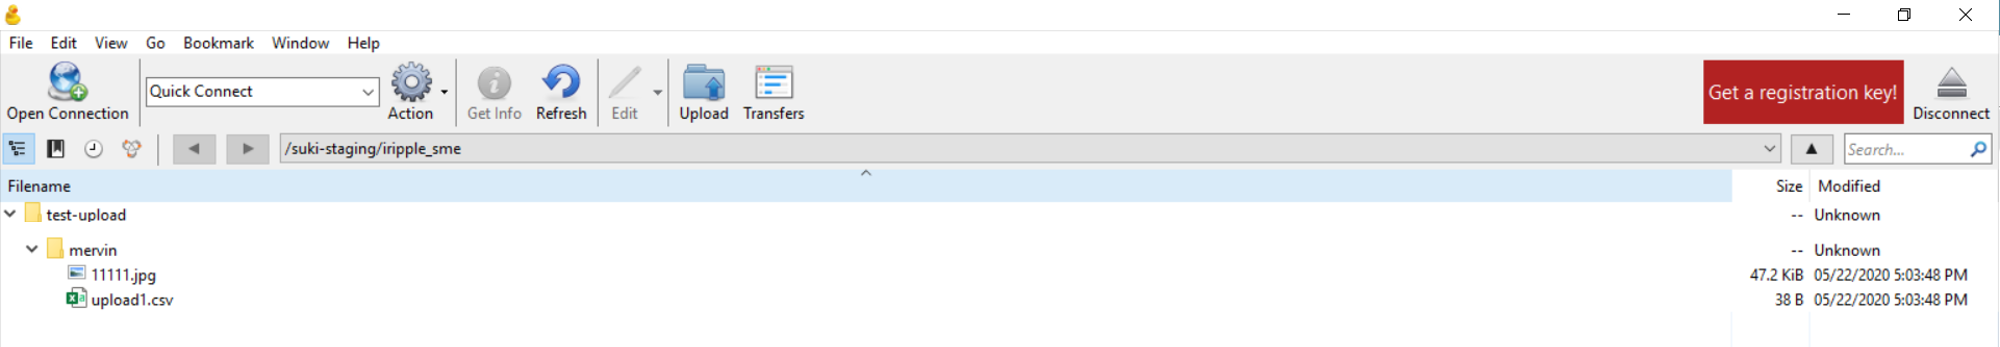 File Edit View Go Bookmark Window Help
Quick Connect
Get a registration key!
Open Connection Action Get Info Refresh Edit Upload Transfers Disconnect
/suki-staging/iripple_sme Search...
Filename Size Modified
test-upload -- Unknown
mervin -- Unknown
11111.jpg 47.2 KiB 05/22/2020 5:03:48 PM
upload1.csv 38 B 05/22/2020 5:03:48 PM